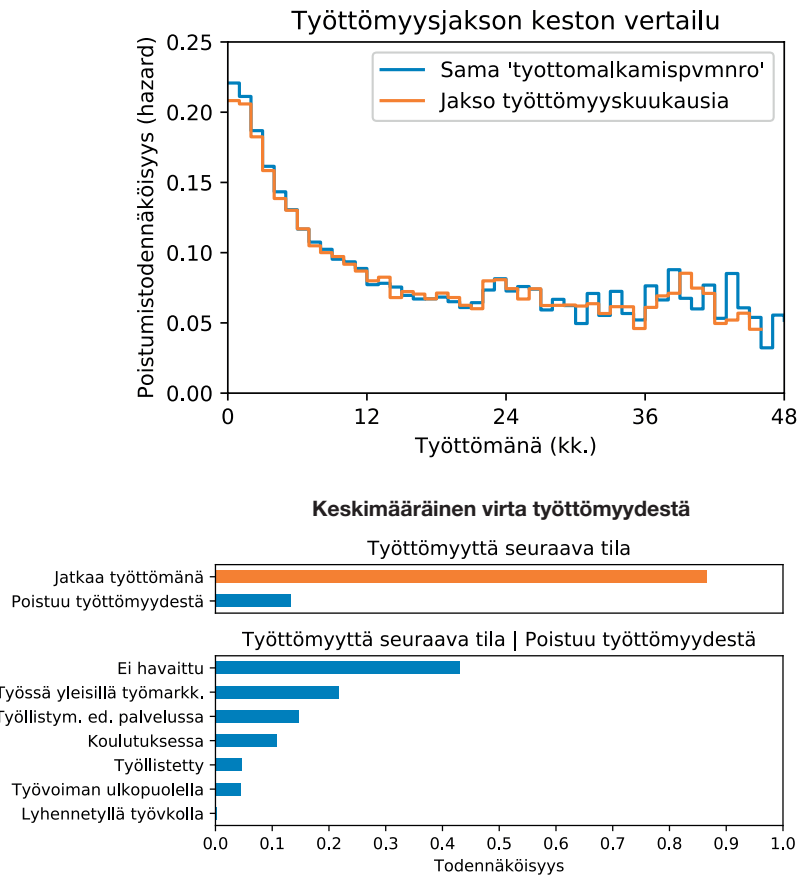 Työttömyysjakson keston vertailu
Poistumistodennäköisyys (hazard)
0.25
0.20
0.15
0.10
0.05
0.00
Sama 'tyottomalkamispvmnro'
Jakso työttömyyskuukausia
0 12 24 36 48
Työttömänä (kk.)
Keskimääräinen virta työttömyydestä
Työttömyyttä seuraava tila
Jatkaa työttömänä
Poistuu työttömyydestä
Työttömyyttä seuraava tila | Poistuu työttömyydestä
Ei havaittu
Työssä yleisillä työmarkk.
Työllistym. ed. palvelussa
Koulutuksessa
Työllistetty
Työvoiman ulkopuolella
Lyhennetyllä työvkolla
0.0 0.1 0.2 0.3 0.4 0.5 0.6 0.7 0.8 0.9 1.0
Todennäköisyys